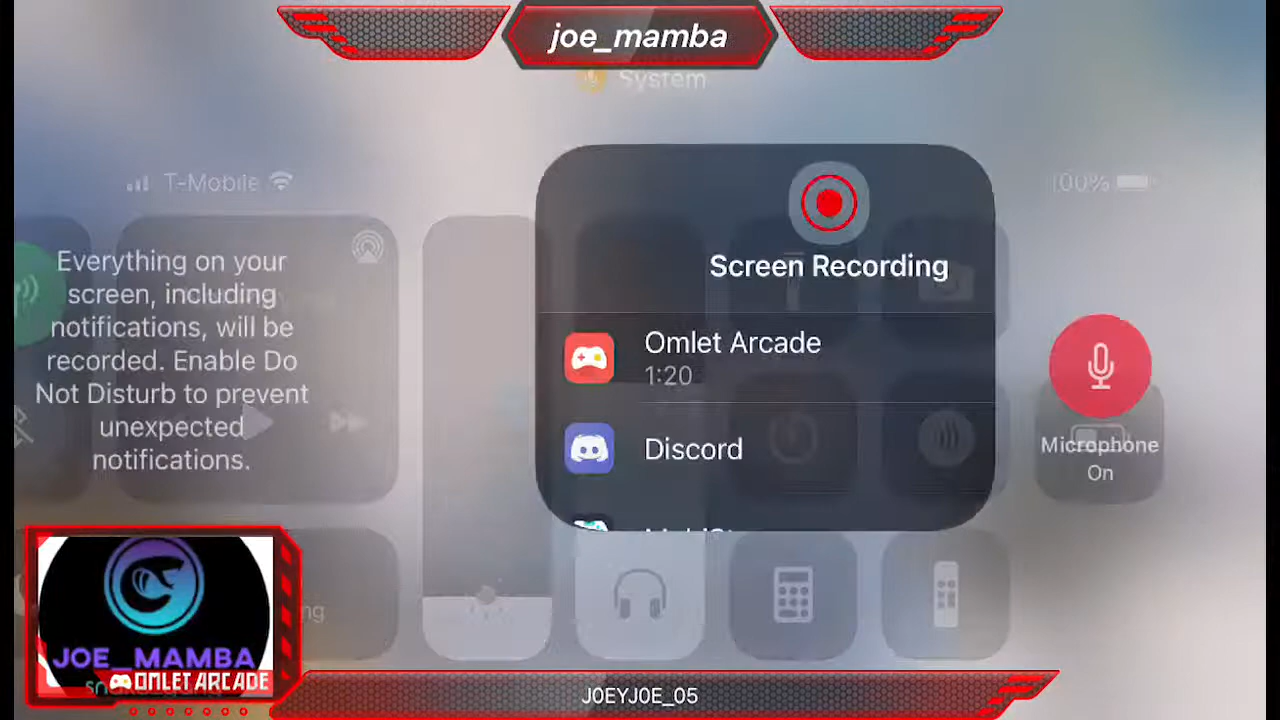 joe_mamba
System
T-Mobile
100%
Everything on your
screen, including
notifications, will be
recorded. Enable Do
Not Disturb to prevent
unexpected
notifications.
Screen Recording
Omlet Arcade
1:20
Discord
Microphone
On
JOE_MAMBA
OMLET ARCADE
JOEYJOE_05